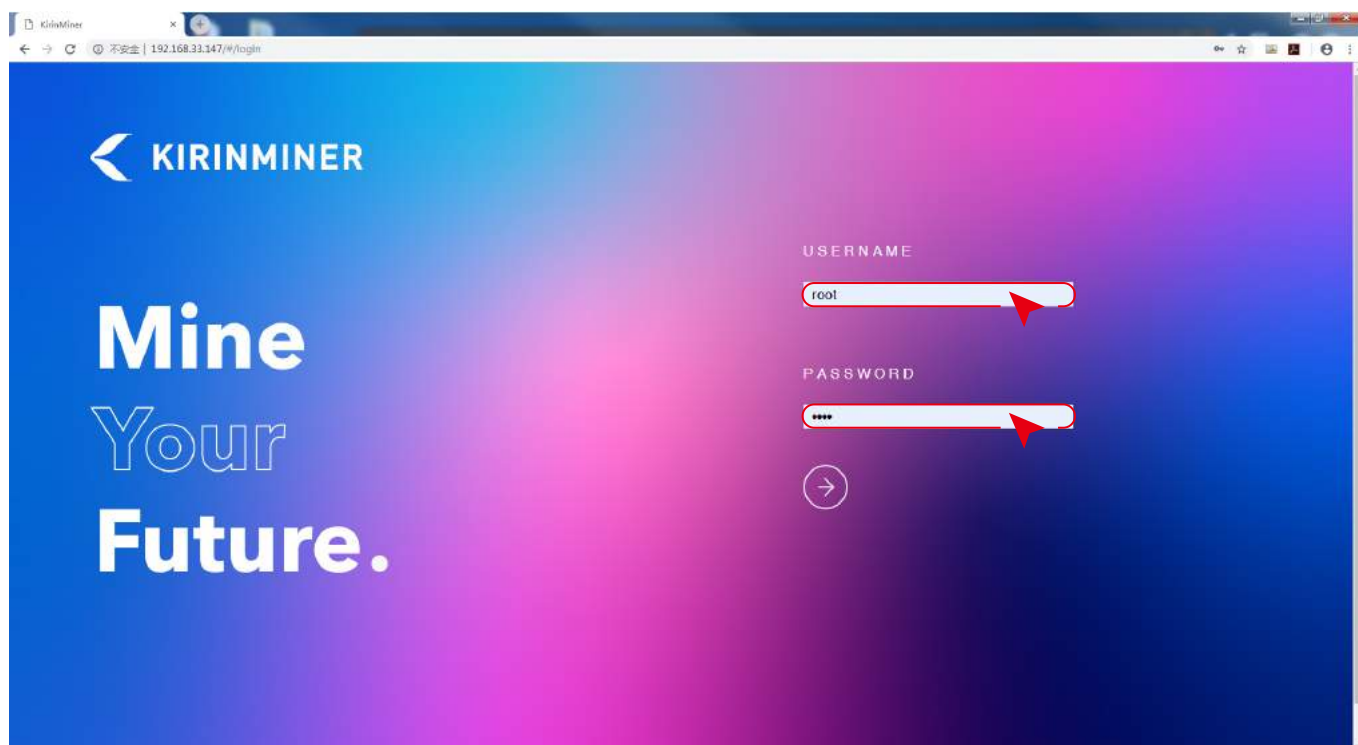 KirinMiner
不安全 | 192.168.33.147/#/login
KIRINMINER
USERNAME
root
Mine
PASSWORD
••••
Your
Future.